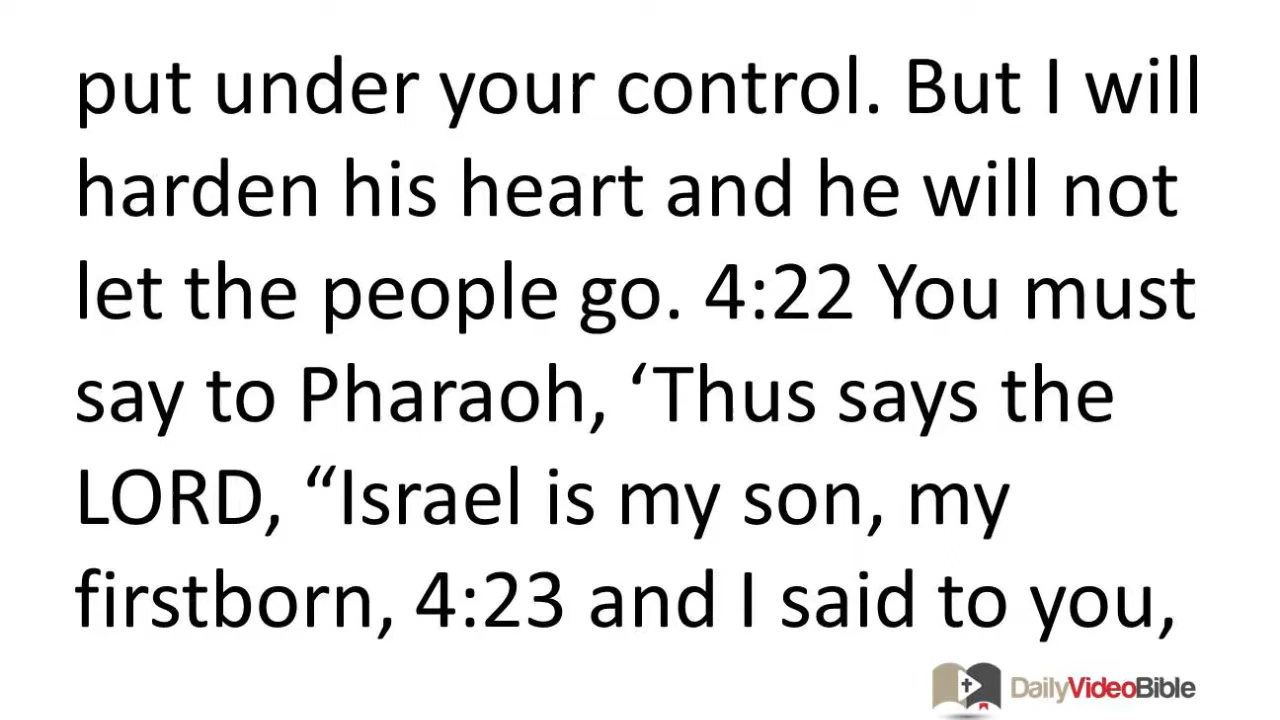 put under your control. But I will
harden his heart and he will not
let the people go. 4:22 You must
say to Pharaoh, ‘Thus says the
LORD, “Israel is my son, my
firstborn, 4:23 and I said to you,
DailyVideoBible